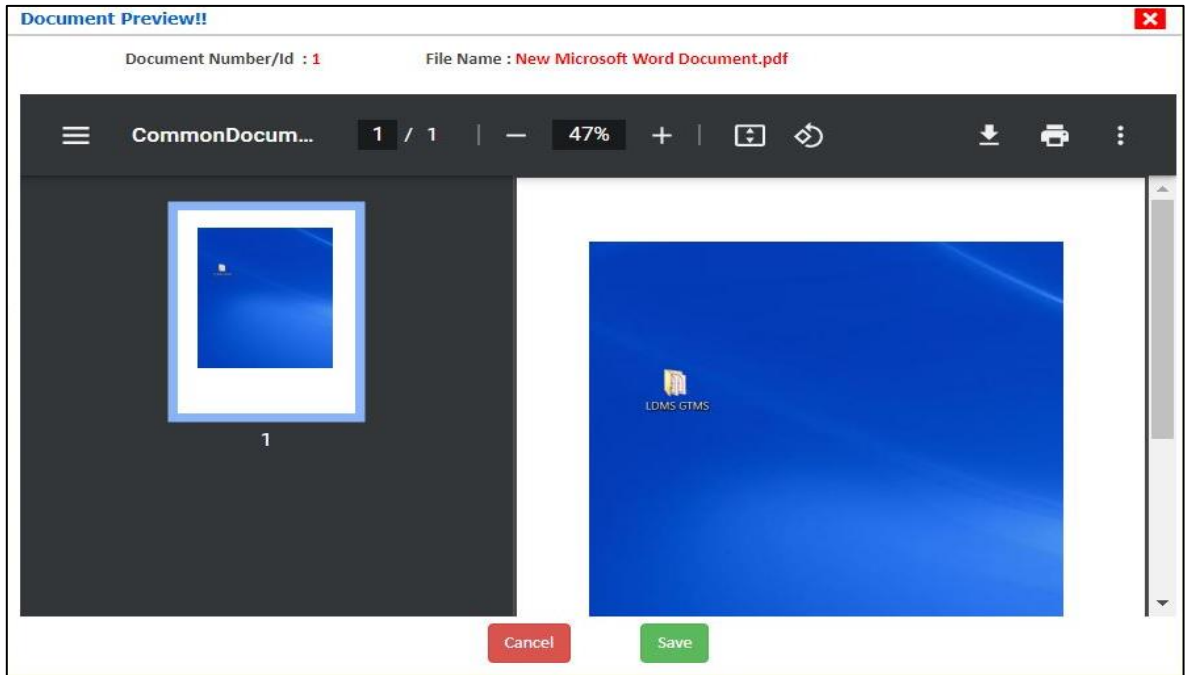 Document Preview!!
Document Number/Id : 1 File Name : New Microsoft Word Document.pdf
CommonDocum... 1 / 1 | − 47% + |
LDMS GTMS
1
Cancel Save